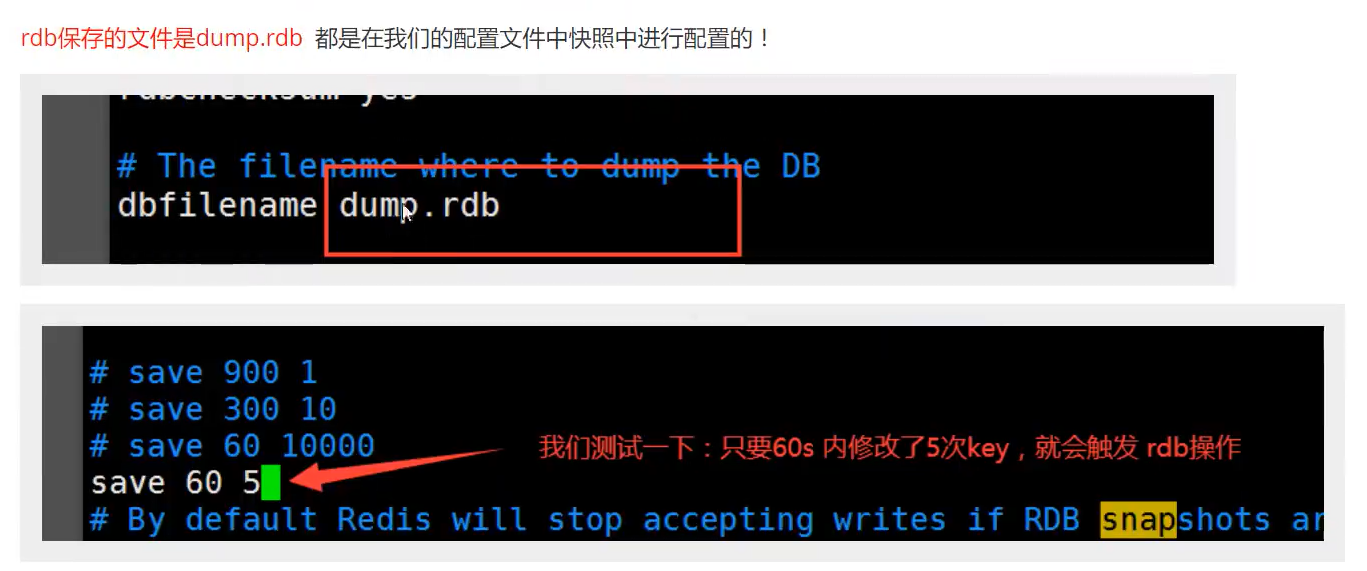 rdb保存的文件是dump.rdb 都是在我们的配置文件中快照中进行配置的！
# The filename where to dump the DB
dbfilename dump.rdb
# save 900 1
# save 300 10
# save 60 10000
我们测试一下：只要60s 内修改了5次key，就会触发 rdb操作
save 60 5
# By default Redis will stop accepting writes if RDB snapshots